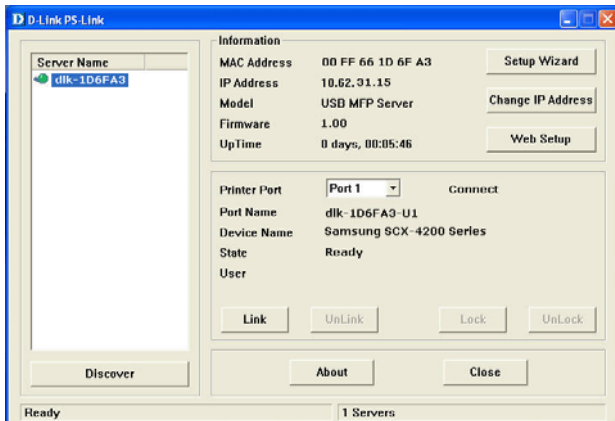 D D-Link PS-Link
Server Name
dlk-1D6FA3
Discover
Information
MAC Address 00 FF 66 1D 6F A3
IP Address 10.62.31.15
Model USB MFP Server
Firmware 1.00
UpTime 0 days, 00:05:46
Setup Wizard
Change IP Address
Web Setup
Printer Port Port 1 Connect
Port Name dlk-1D6FA3-U1
Device Name Samsung SCX-4200 Series
State Ready
User
Link UnLink Lock UnLock
About Close
Ready 1 Servers